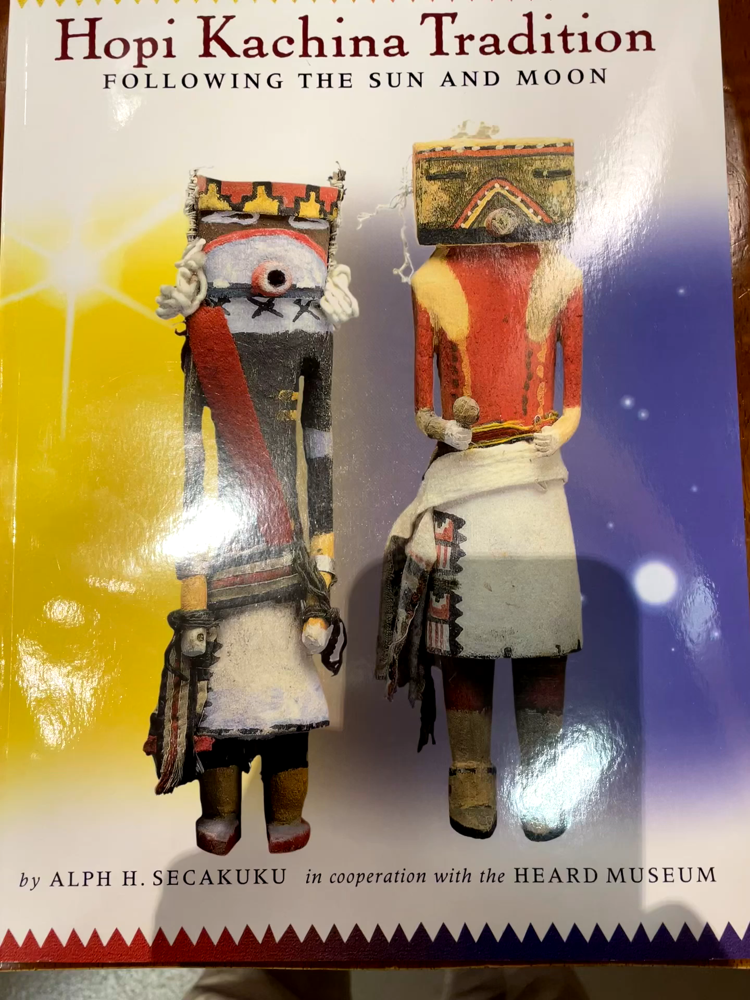 Hopi Kachina Tradition
FOLLOWING THE SUN AND MOON
by ALPH H. SECAKUKU in cooperation with the HEARD MUSEUM